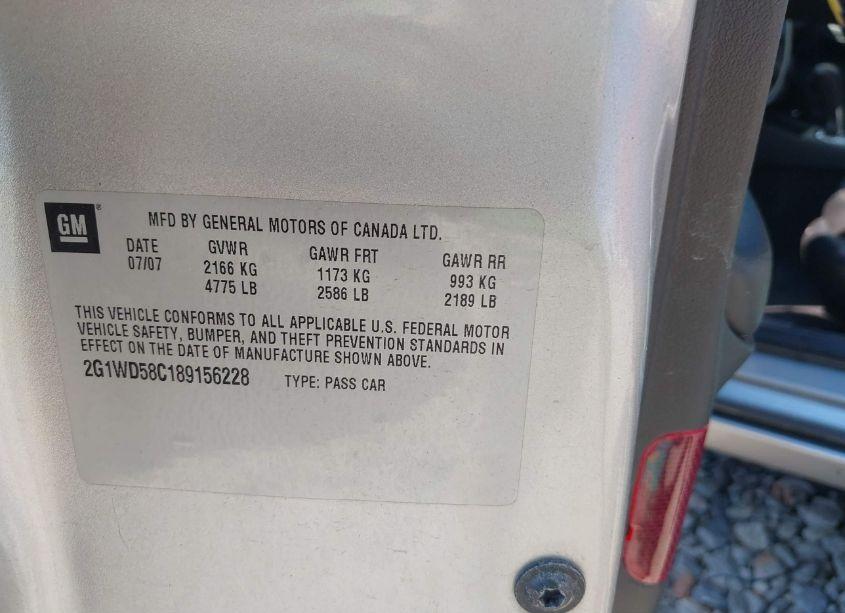 GM ®
MFD BY GENERAL MOTORS OF CANADA LTD.
DATE GVWR GAWR FRT GAWR RR
07/07 2166 KG 1173 KG 993 KG
4775 LB 2586 LB 2189 LB
THIS VEHICLE CONFORMS TO ALL APPLICABLE U.S. FEDERAL MOTOR
VEHICLE SAFETY, BUMPER, AND THEFT PREVENTION STANDARDS IN
EFFECT ON THE DATE OF MANUFACTURE SHOWN ABOVE.
2G1WD58C189156228 TYPE: PASS CAR